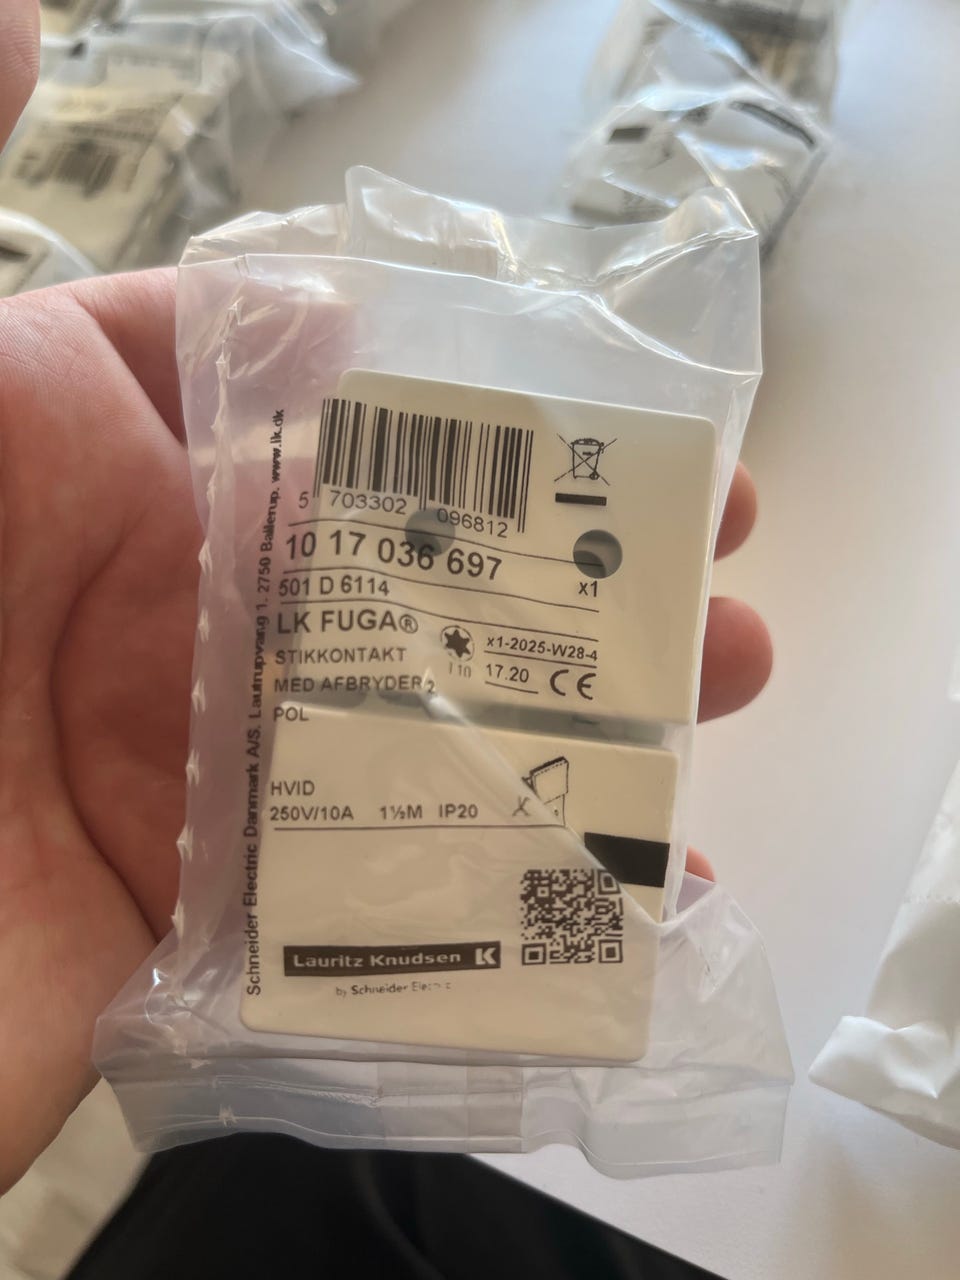 5 703302 096812
10 17 036 697
x1
501 D 6114
LK FUGA®
STIKKONTAKT
MED AFBRYDER 2
POL
x1-2025-W28-4
17.20
CE
HVID
250V/10A 1½M IP20
Lauritz Knudsen
by Schneider Electric
Schneider Electric Danmark A/S. Lautrupvang 1. 2750 Ballerup. www.lk.dk